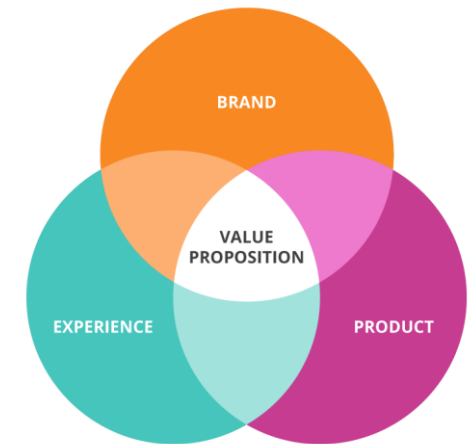 BRAND
VALUE
PROPOSITION
EXPERIENCE
PRODUCT